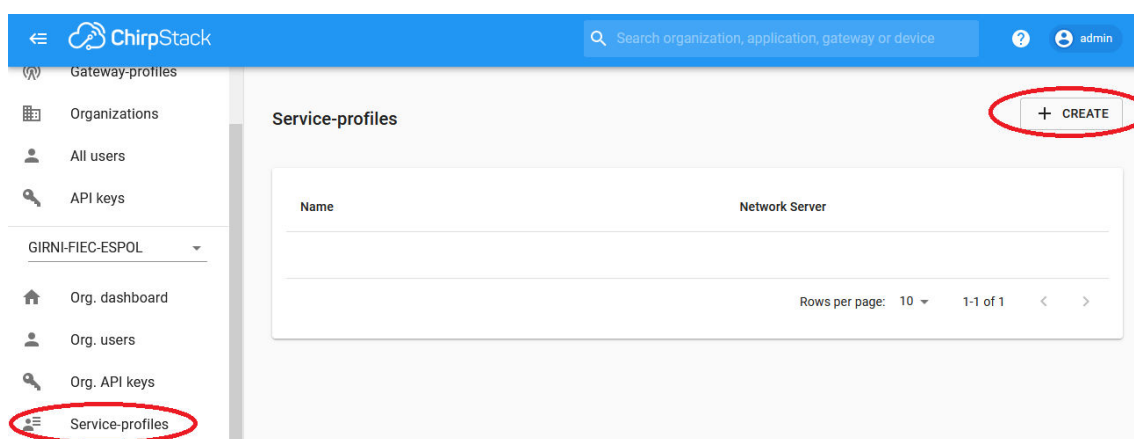 ChirpStack
Search organization, application, gateway or device
?
admin
Gateway-profiles
Organizations
All users
API keys
GIRNI-FIEC-ESPOL
Org. dashboard
Org. users
Org. API keys
Service-profiles
Service-profiles
+ CREATE
Name Network Server
Rows per page: 10 1-1 of 1 < >